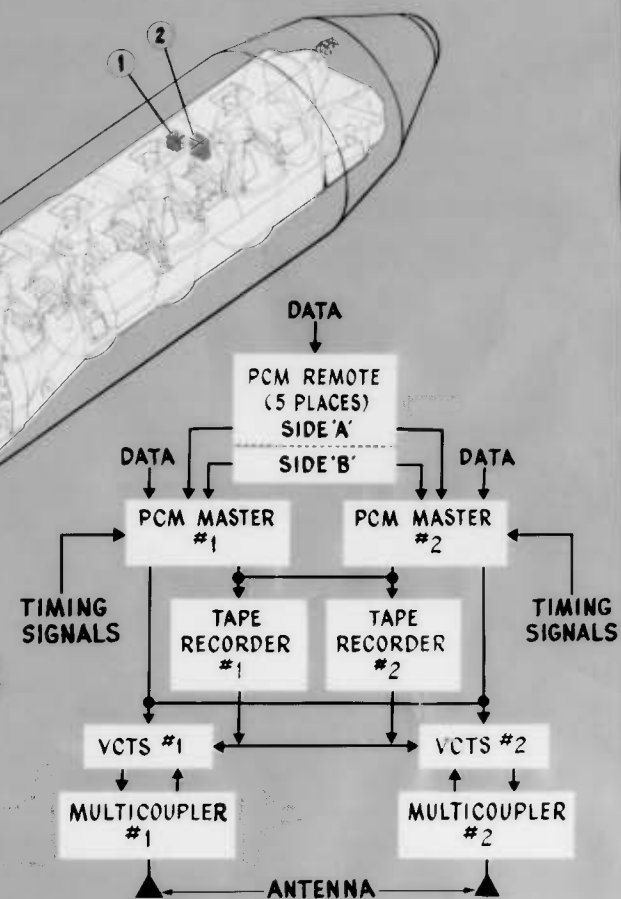 1
2
DATA
PCM REMOTE
(5 PLACES)
SIDE 'A'
SIDE 'B'
DATA
DATA
PCM MASTER
#1
PCM MASTER
#2
TIMING
SIGNALS
TIMING
SIGNALS
TAPE
RECORDER
#1
TAPE
RECORDER
#2
VCTS #1
VCTS #2
MULTICOUPLER
#1
MULTICOUPLER
#2
ANTENNA